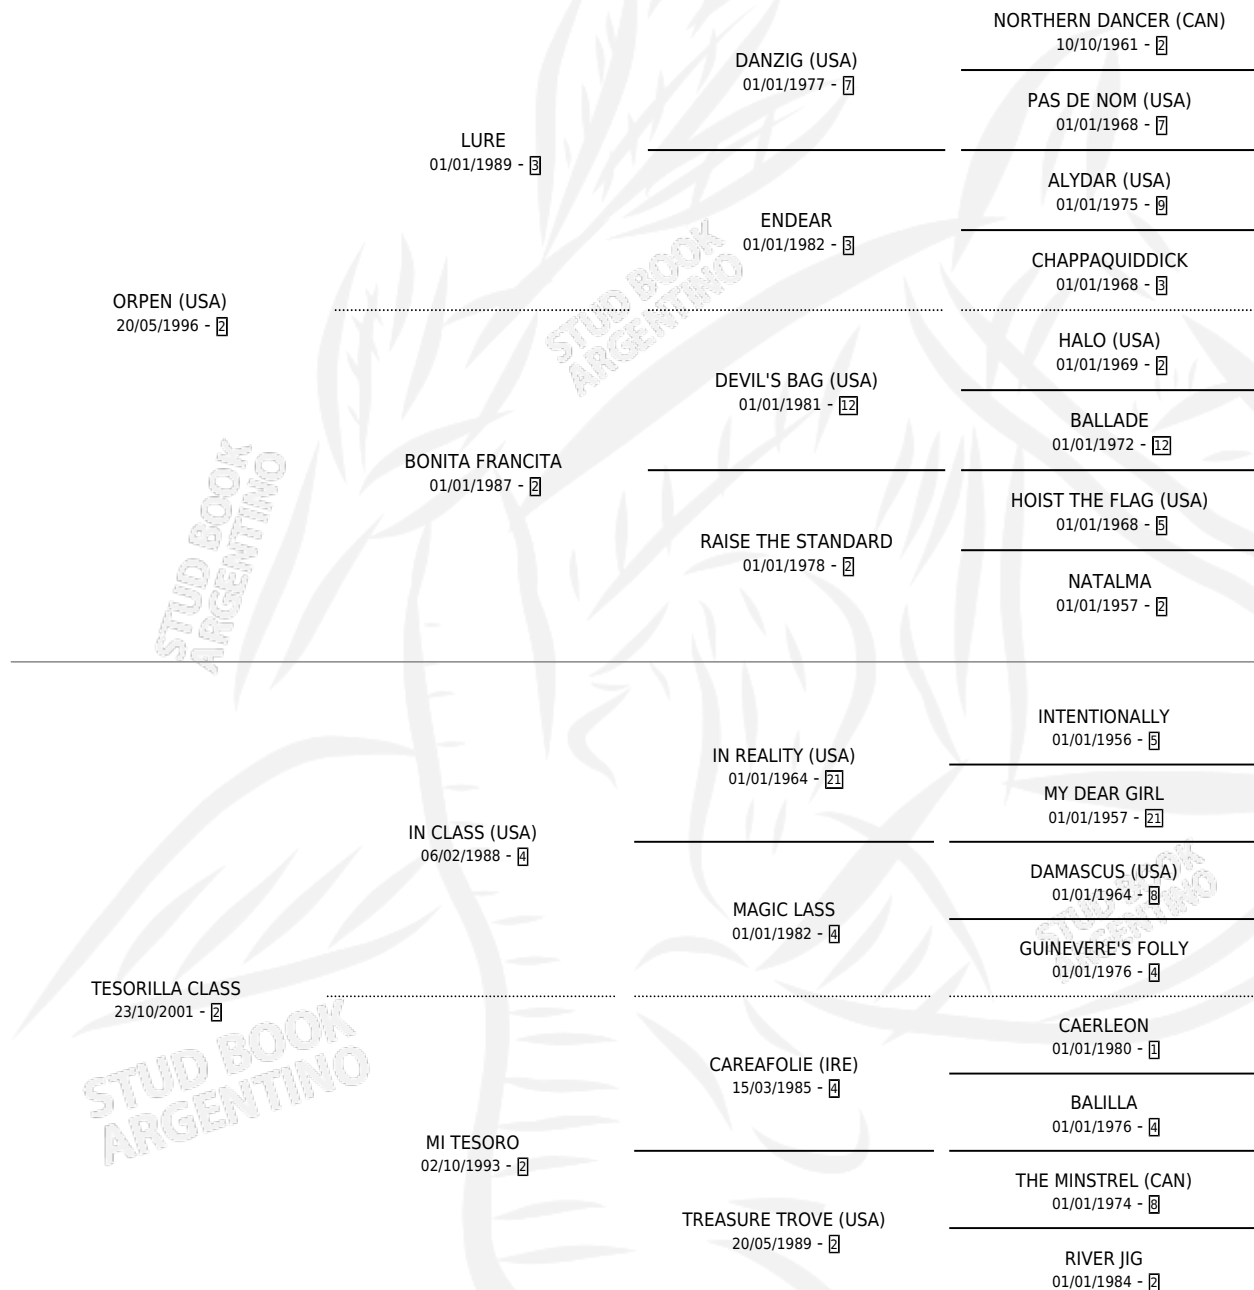 NORTHERN DANCER (CAN)
10/10/1961 - 2
DANZIG (USA)
01/01/1977 - 7
PAS DE NOM (USA)
01/01/1968 - 7
LURE
01/01/1989 - 3
ALYDAR (USA)
01/01/1975 - 9
ENDEAR
01/01/1982 - 3
CHAPPAQUIDDICK
01/01/1968 - 3
ORPEN (USA)
20/05/1996 - 2
HALO (USA)
01/01/1969 - 2
DEVIL'S BAG (USA)
01/01/1981 - 12
BALLADE
01/01/1972 - 12
BONITA FRANCITA
01/01/1987 - 2
HOIST THE FLAG (USA)
01/01/1968 - 5
RAISE THE STANDARD
01/01/1978 - 2
NATALMA
01/01/1957 - 2
STUD BOOK
ARGENTINO
STUD BOOK
ARGENTINO
INTENTIONALLY
01/01/1956 - 5
IN REALITY (USA)
01/01/1964 - 21
MY DEAR GIRL
01/01/1957 - 21
IN CLASS (USA)
06/02/1988 - 4
DAMASCUS (USA)
01/01/1964 - 8
MAGIC LASS
01/01/1982 - 4
GUINEVERE'S FOLLY
01/01/1976 - 4
STUD BOOK
ARGENTINO
TESORILLA CLASS
23/10/2001 - 2
CAERLEON
01/01/1980 - 1
CAREAFOLIE (IRE)
15/03/1985 - 4
BALILLA
01/01/1976 - 4
MI TESORO
02/10/1993 - 2
THE MINSTREL (CAN)
01/01/1974 - 8
TREASURE TROVE (USA)
20/05/1989 - 2
RIVER JIG
01/01/1984 - 2
STUD BOOK
ARGENTINO